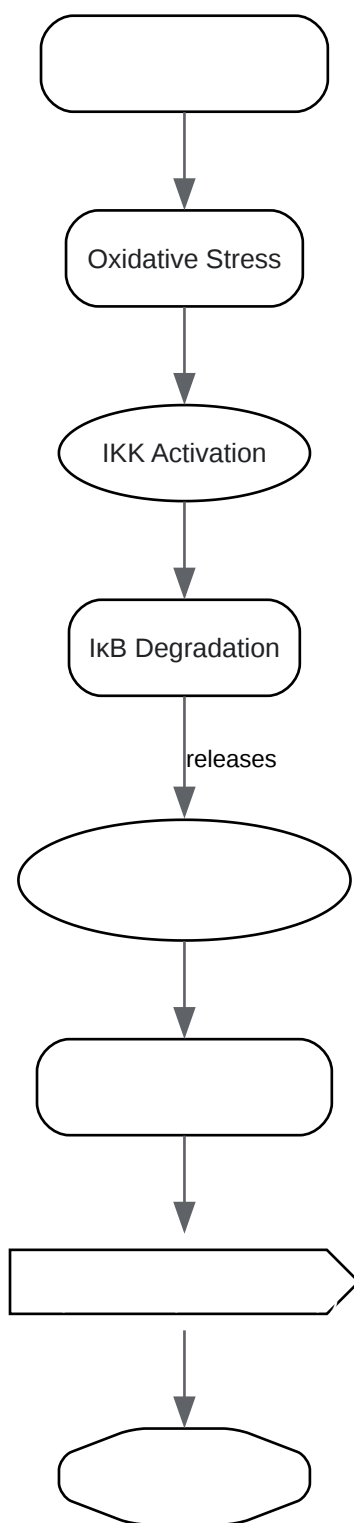 Oxidative Stress
IKK Activation
IκB Degradation
releases